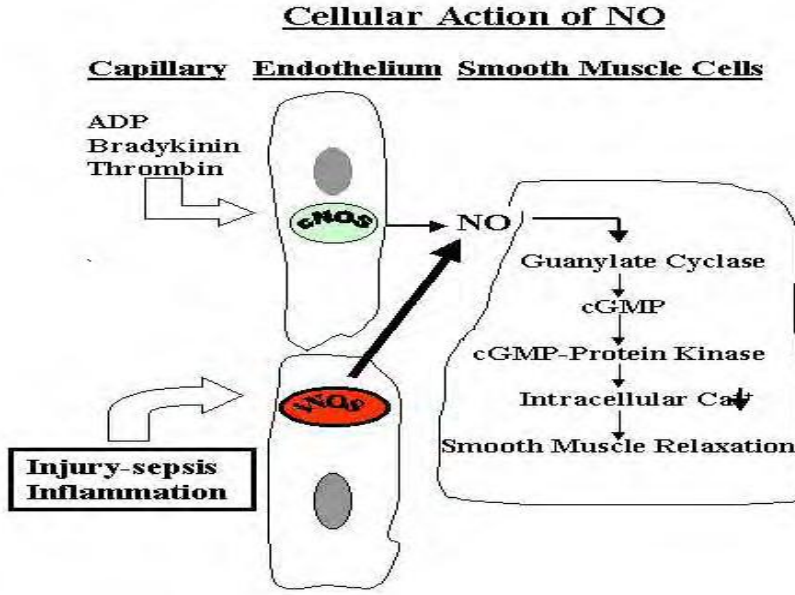 Cellular Action of NO
Capillary Endothelium Smooth Muscle Cells
ADP
Bradykinin
Thrombin
cNOS
NO
Guanylate Cyclase
cGMP
cGMP-Protein Kinase
Intracellular Ca
Smooth Muscle Relaxation
Injury-sepsis
Inflammation